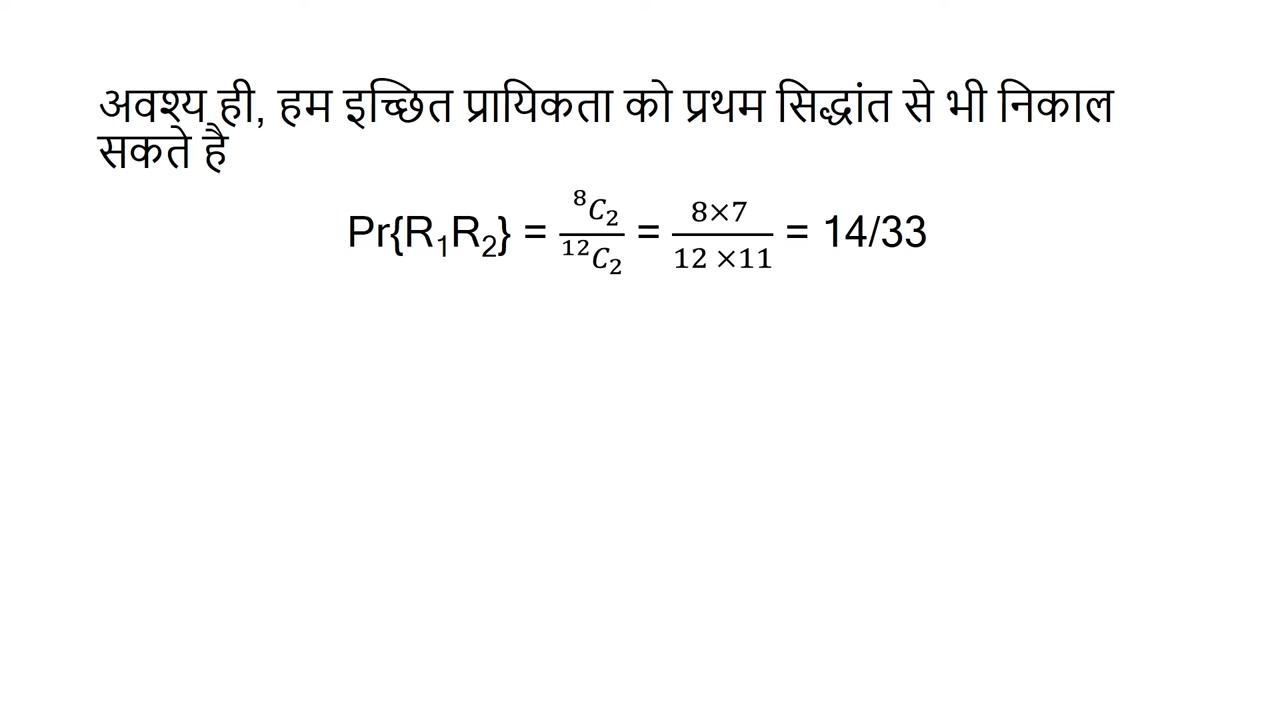 अवश्य ही, हम इच्छित प्रायिकता को प्रथम सिद्धांत से भी निकाल
सकते है
Pr{R₁R₂} = ⁸C₂ / ¹²C₂ = 8×7 / 12 ×11 = 14/33